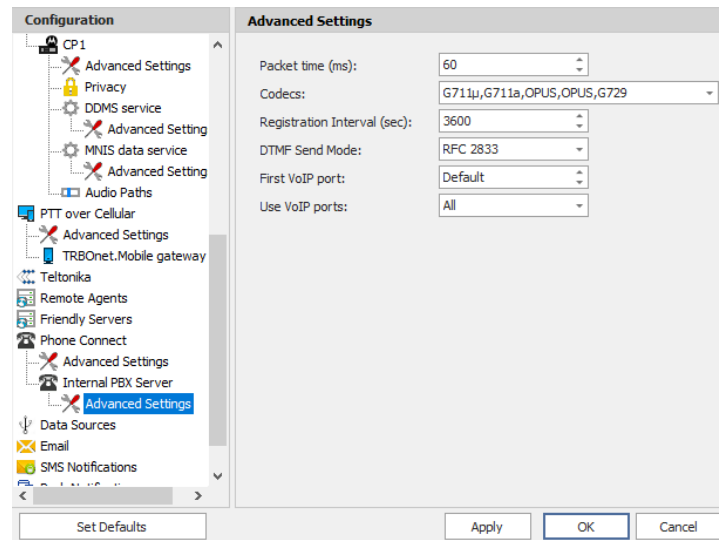 Configuration
CP1
Advanced Settings
Privacy
DDMS service
Advanced Setting
MNIS data service
Advanced Setting
Audio Paths
PTT over Cellular
Advanced Settings
TRBOnet.Mobile gateway
Teltonika
Remote Agents
Friendly Servers
Phone Connect
Advanced Settings
Internal PBX Server
Advanced Settings
Data Sources
Email
SMS Notifications
Set Defaults
Advanced Settings
Packet time (ms): 60
Codecs: G711µ,G711a,OPUS,OPUS,G729
Registration Interval (sec): 3600
DTMF Send Mode: RFC 2833
First VoIP port: Default
Use VoIP ports: All
Apply OK Cancel